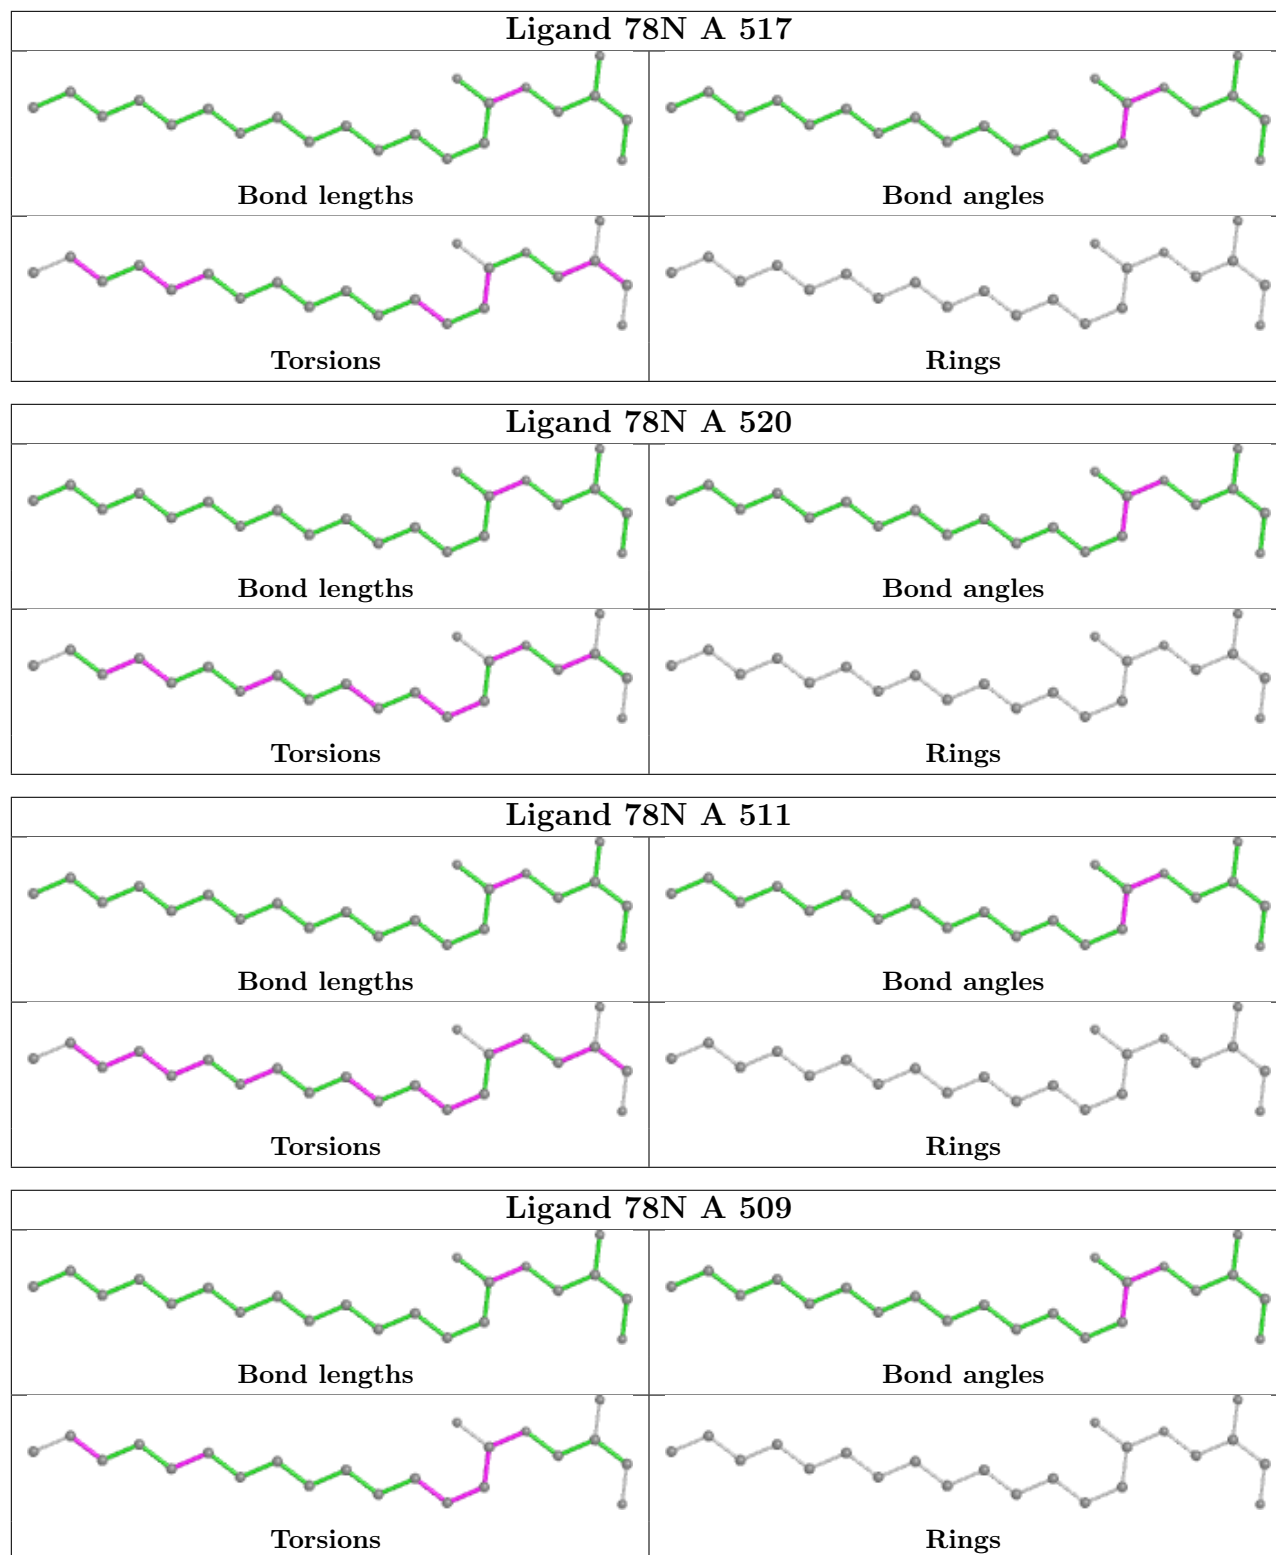 Ligand 78N A 517
Bond lengths
Bond angles
Torsions
Rings
Ligand 78N A 520
Bond lengths
Bond angles
Torsions
Rings
Ligand 78N A 511
Bond lengths
Bond angles
Torsions
Rings
Ligand 78N A 509
Bond lengths
Bond angles
Torsions
Rings